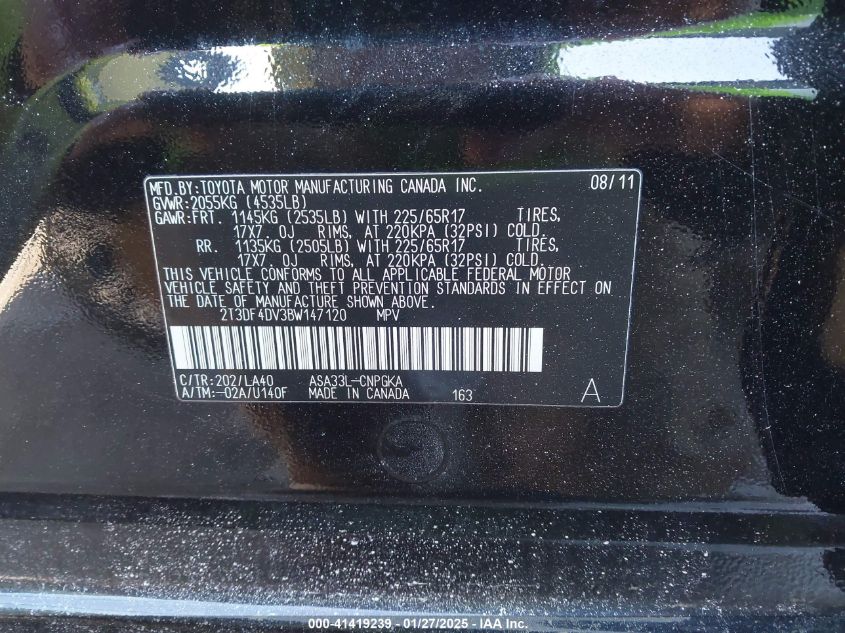 MFD.BY:TOYOTA MOTOR MANUFACTURING CANADA INC. 08/11
GVWR:2055KG (4535LB)
GAWR:FRT. 1145KG (2535LB) WITH 225/65R17 TIRES,
17X7.0J RIMS, AT 220KPA (32PSI) COLD.
RR. 1135KG (2505LB) WITH 225/65R17 TIRES,
17X7.0J RIMS, AT 220KPA (32PSI) COLD.
THIS VEHICLE CONFORMS TO ALL APPLICABLE FEDERAL MOTOR
VEHICLE SAFETY AND THEFT PREVENTION STANDARDS IN EFFECT ON
THE DATE OF MANUFACTURE SHOWN ABOVE.
2T3DF4DV3BW147120 MPV
C/TR:202/LA40 ASA33L-CNPGKA
A/TM:-02A/U140F MADE IN CANADA 163 A
000-41419239 - 01/27/2025 - IAA Inc.